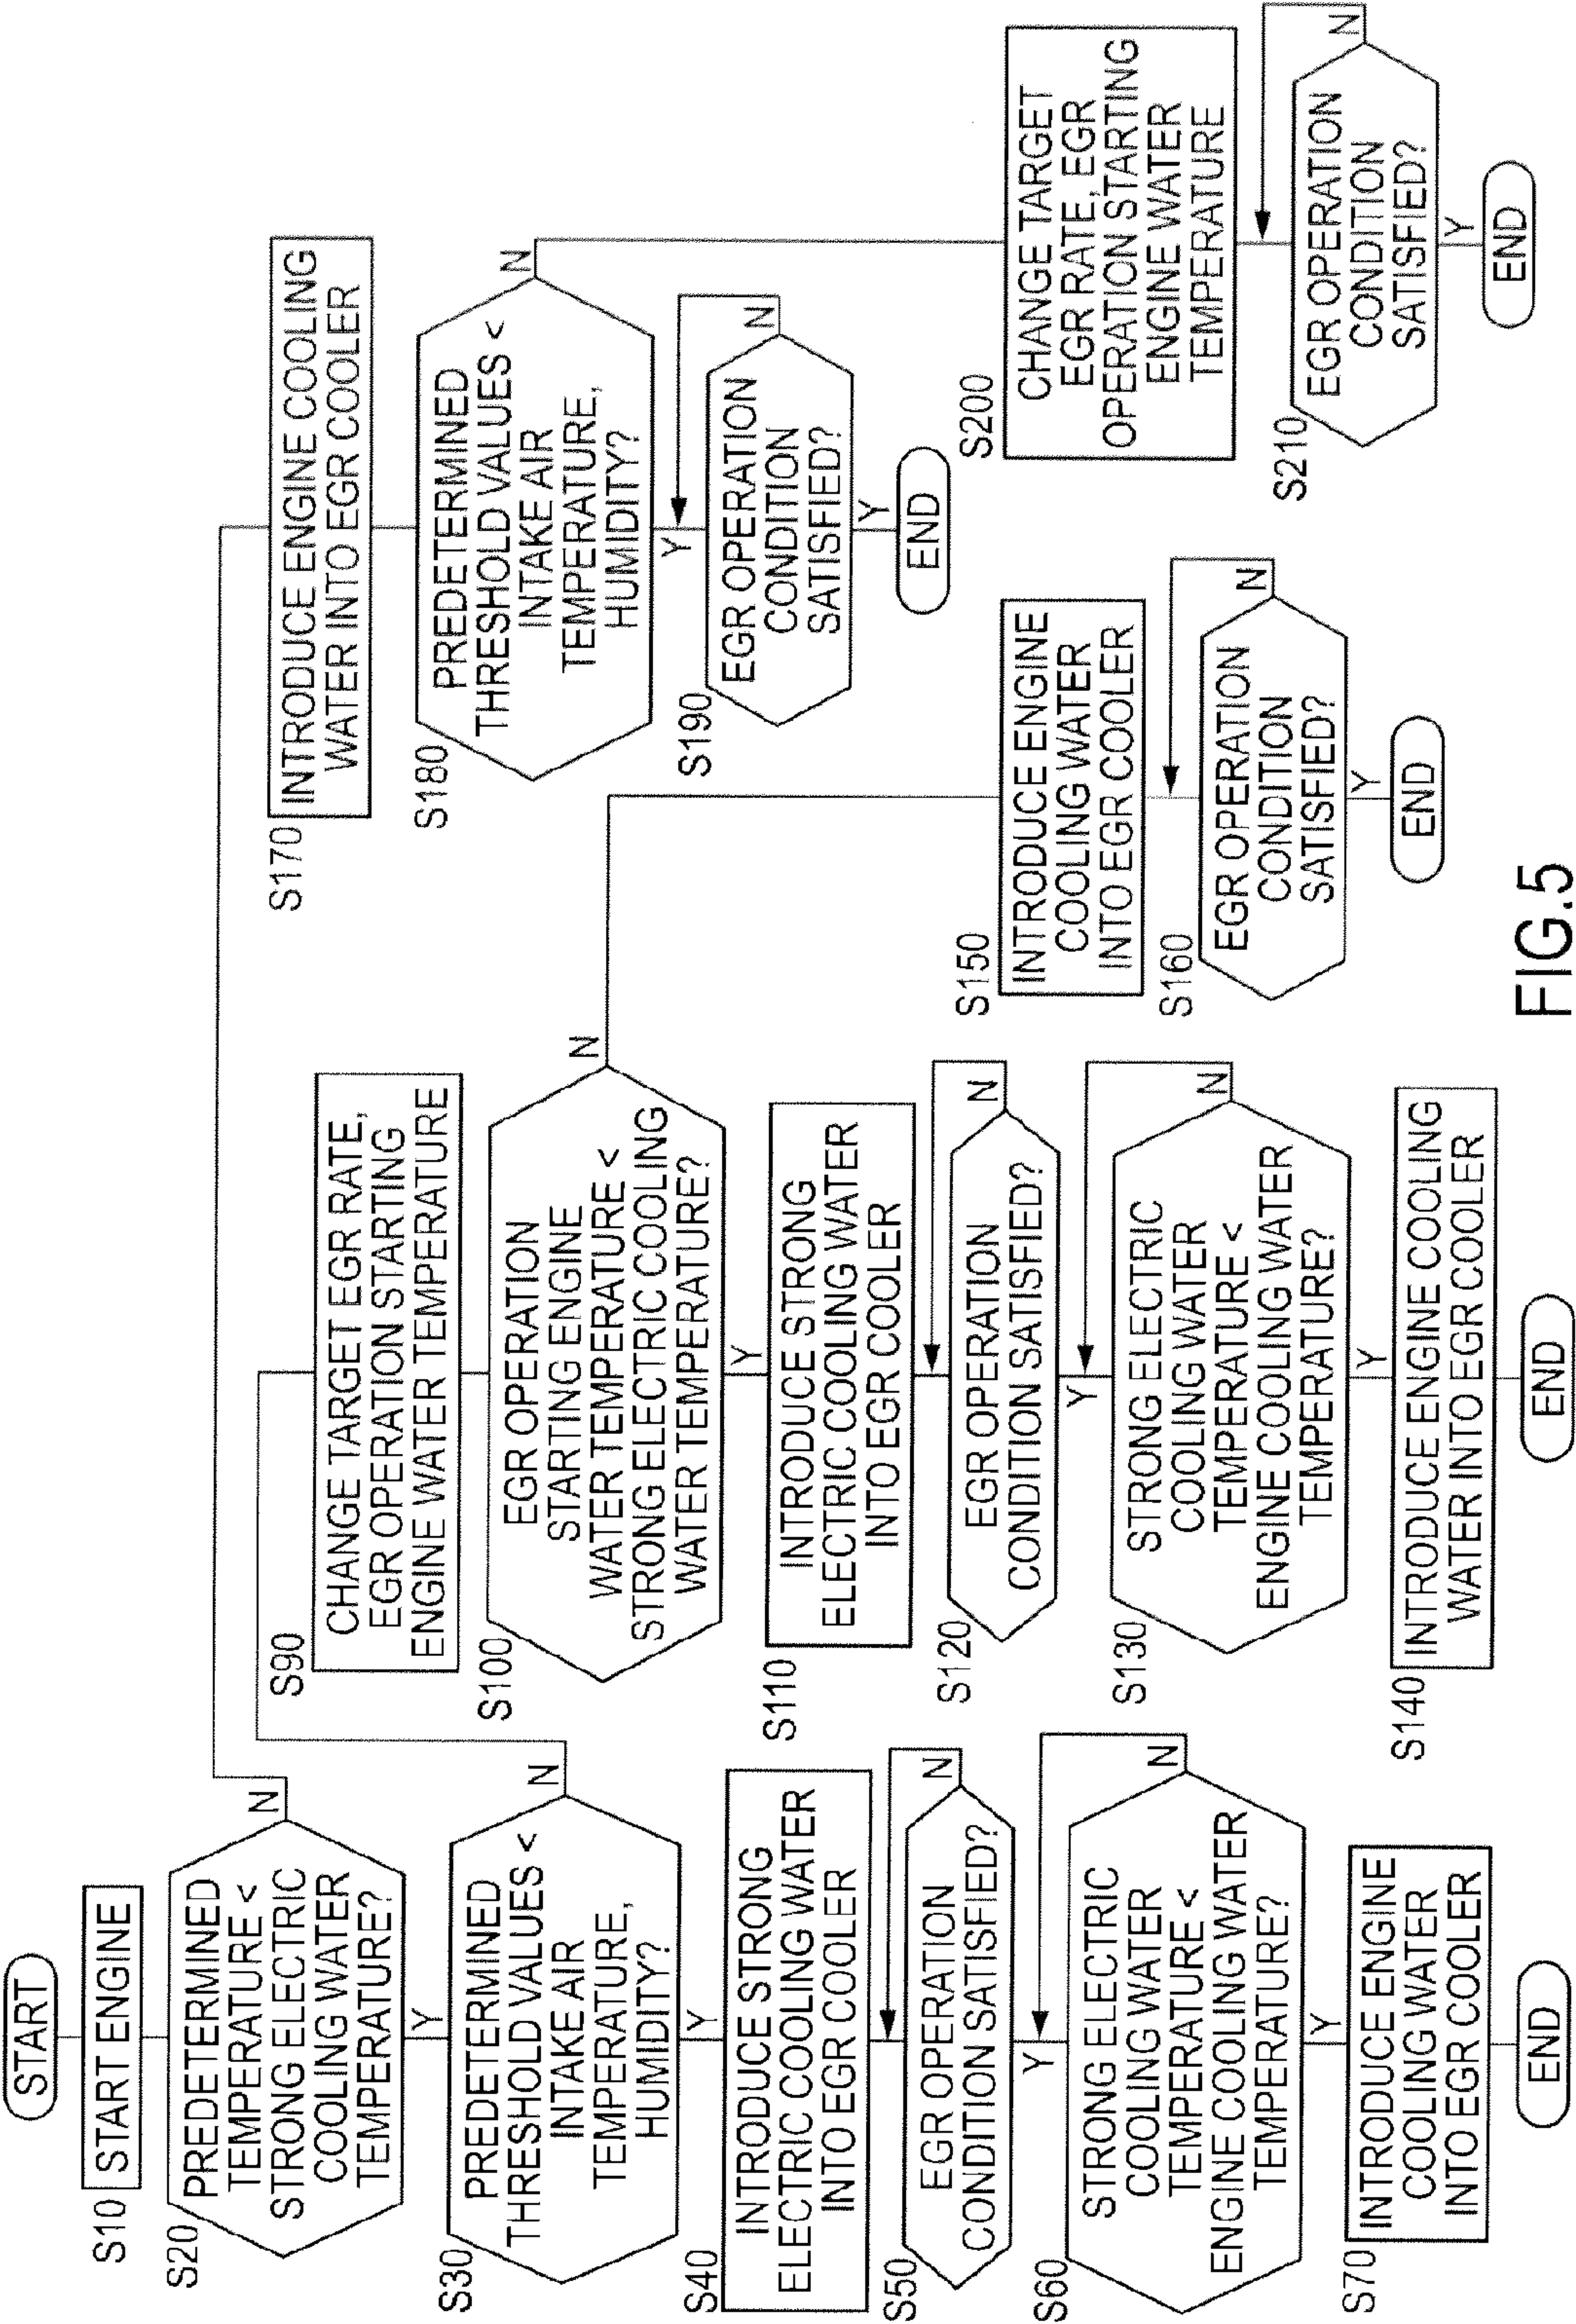 START
S10
START ENGINE
S20
PREDETERMINED
TEMPERATURE <
STRONG ELECTRIC
COOLING WATER
TEMPERATURE?
N
Y
S30
PREDETERMINED
THRESHOLD VALUES <
INTAKE AIR
TEMPERATURE,
HUMIDITY?
N
Y
S40
INTRODUCE STRONG
ELECTRIC COOLING WATER
INTO EGR COOLER
S50
EGR OPERATION
CONDITION SATISFIED?
N
Y
S60
STRONG ELECTRIC
COOLING WATER
TEMPERATURE <
ENGINE COOLING WATER
TEMPERATURE?
N
Y
S70
INTRODUCE ENGINE
COOLING WATER
INTO EGR COOLER
END
S90
CHANGE TARGET EGR RATE,
EGR OPERATION STARTING
ENGINE WATER TEMPERATURE
S100
EGR OPERATION
STARTING ENGINE
WATER TEMPERATURE <
STRONG ELECTRIC COOLING
WATER TEMPERATURE?
N
Y
S110
INTRODUCE STRONG
ELECTRIC COOLING WATER
INTO EGR COOLER
S120
EGR OPERATION
CONDITION SATISFIED?
N
Y
S130
STRONG ELECTRIC
COOLING WATER
TEMPERATURE <
ENGINE COOLING WATER
TEMPERATURE?
N
Y
S140
INTRODUCE ENGINE COOLING
WATER INTO EGR COOLER
END
S150
INTRODUCE ENGINE
COOLING WATER
INTO EGR COOLER
S160
EGR OPERATION
CONDITION
SATISFIED?
N
Y
END
S170
INTRODUCE ENGINE COOLING
WATER INTO EGR COOLER
S180
PREDETERMINED
THRESHOLD VALUES <
INTAKE AIR
TEMPERATURE,
HUMIDITY?
N
Y
S190
EGR OPERATION
CONDITION
SATISFIED?
N
Y
END
S200
CHANGE TARGET
EGR RATE, EGR
OPERATION STARTING
ENGINE WATER
TEMPERATURE
S210
EGR OPERATION
CONDITION
SATISFIED?
N
Y
END
FIG.5